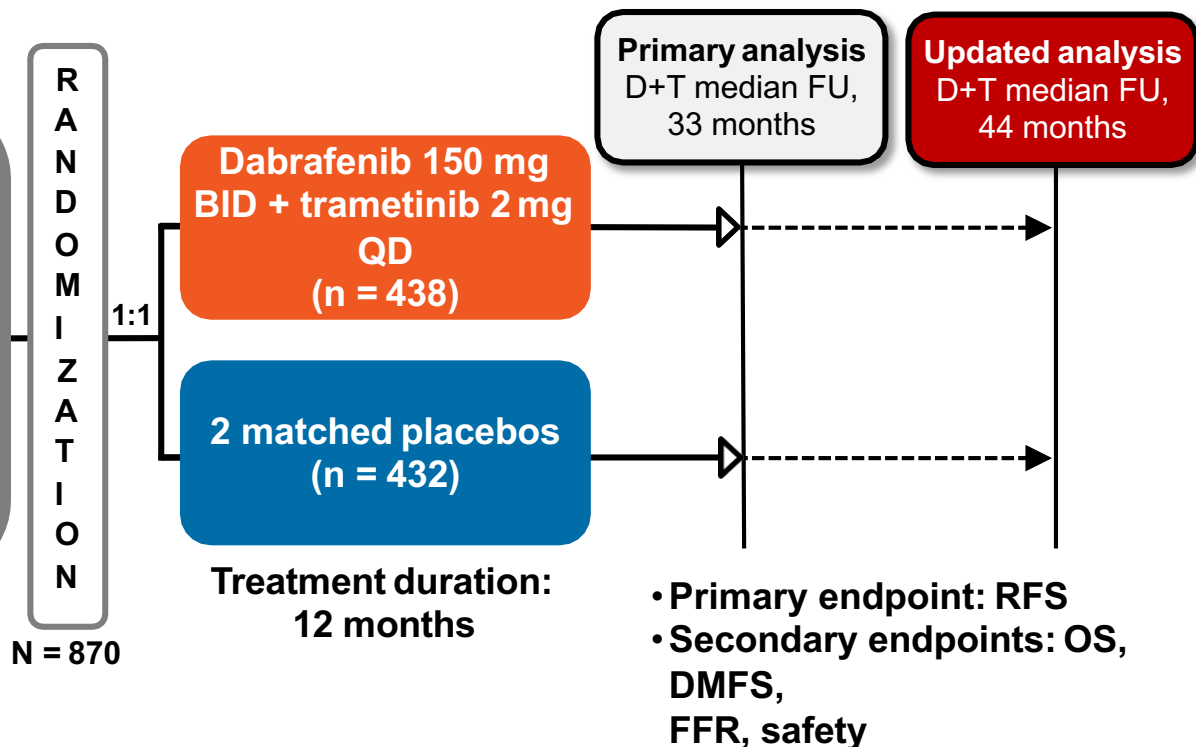 RANDOMIZATION
N = 870
1:1
Dabrafenib 150 mg
BID + trametinib 2 mg
QD
(n = 438)
2 matched placebos
(n = 432)
Treatment duration:
12 months
Primary analysis
D+T median FU,
33 months
Updated analysis
D+T median FU,
44 months
• Primary endpoint: RFS
• Secondary endpoints: OS,
DMFS,
FFR, safety